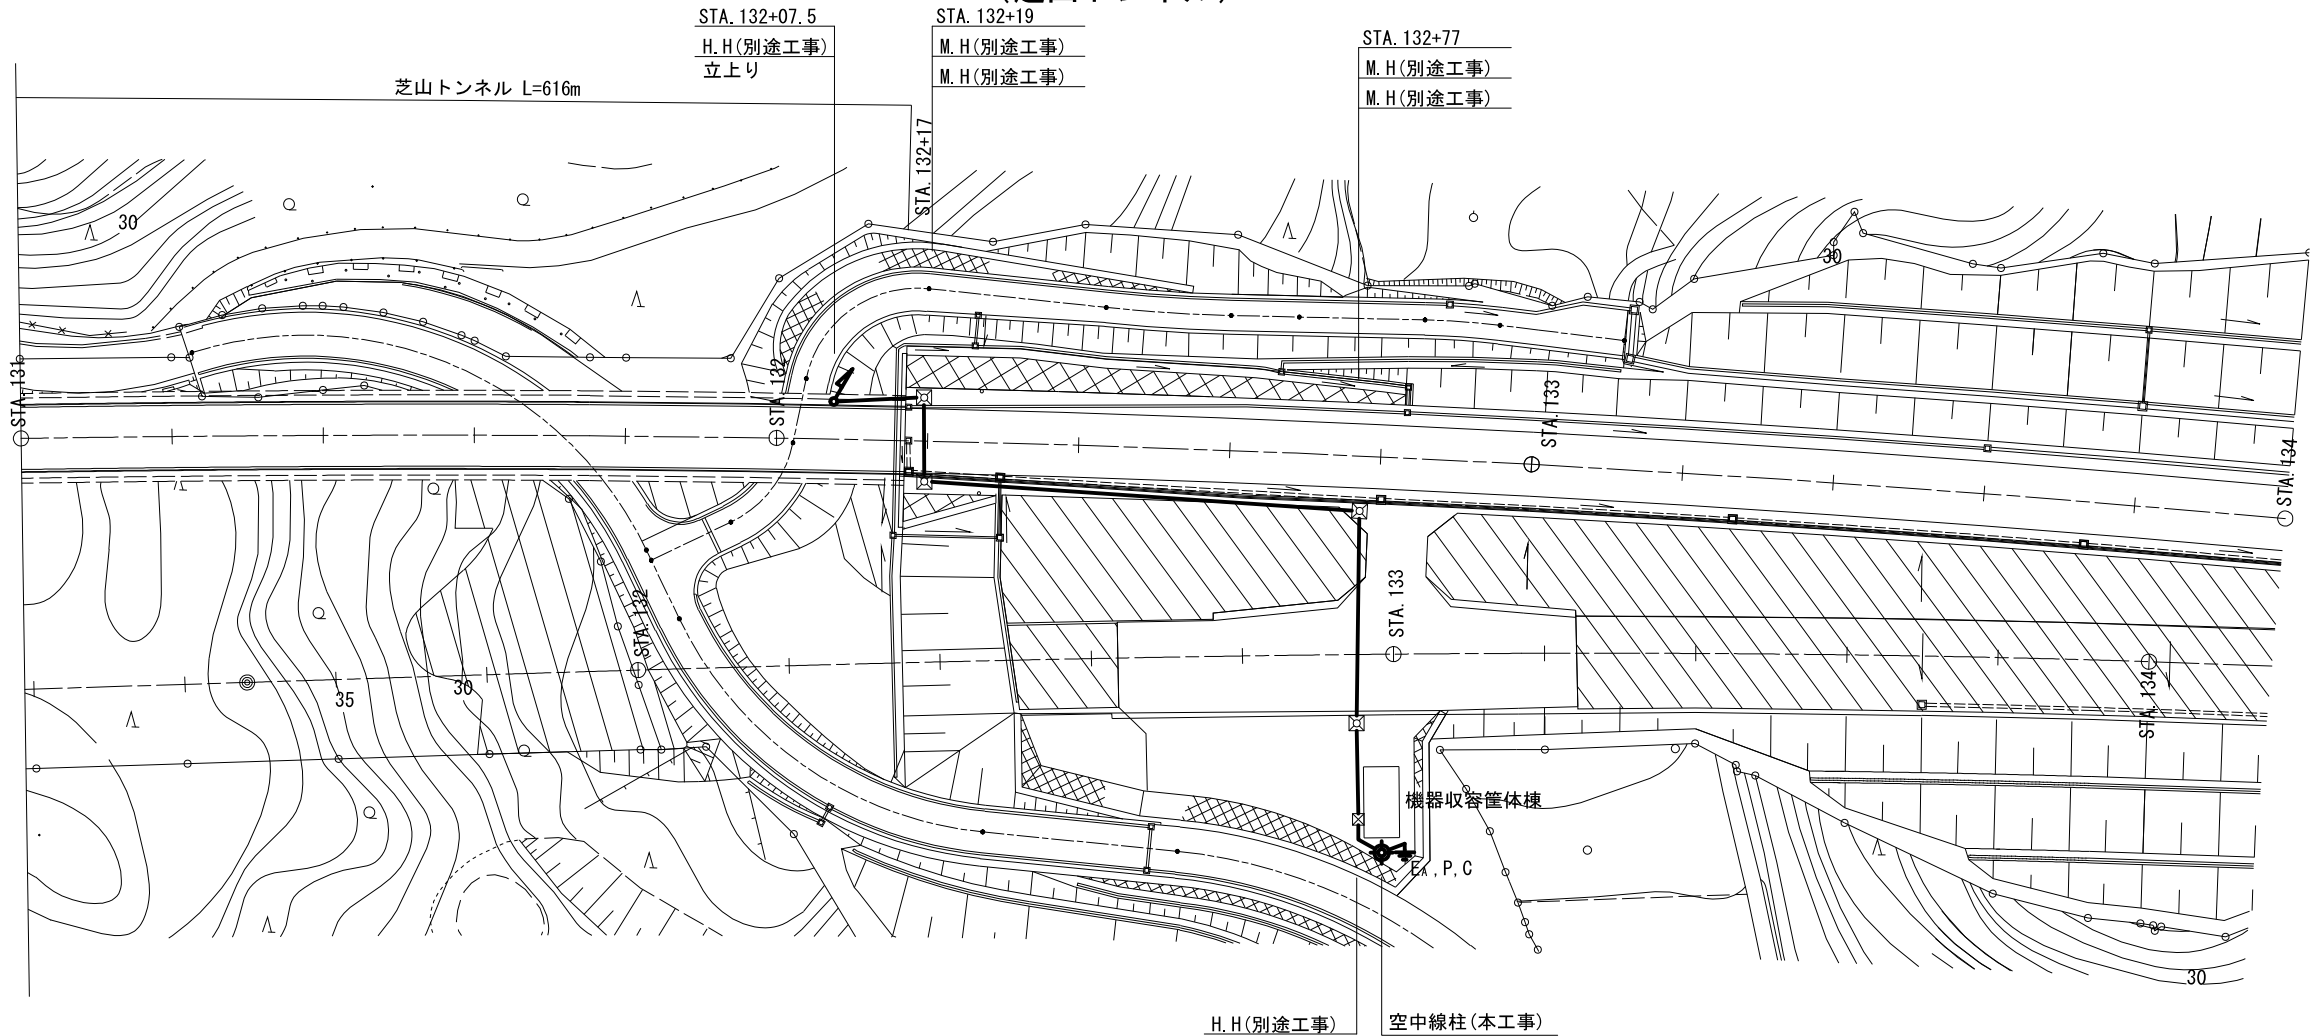 STA.132+07.5
H.H(別途工事)
立上り
STA.132+19
M.H(別途工事)
M.H(別途工事)
STA.132+77
M.H(別途工事)
M.H(別途工事)
芝山トンネル L=616m
STA.132+17
30
30
STA.131
STA.132
STA.133
STA.134
STA.132
STA.133
STA.134
35
30
機器収容筐体棟
EA,P,C
30
H.H(別途工事)
空中線柱(本工事)